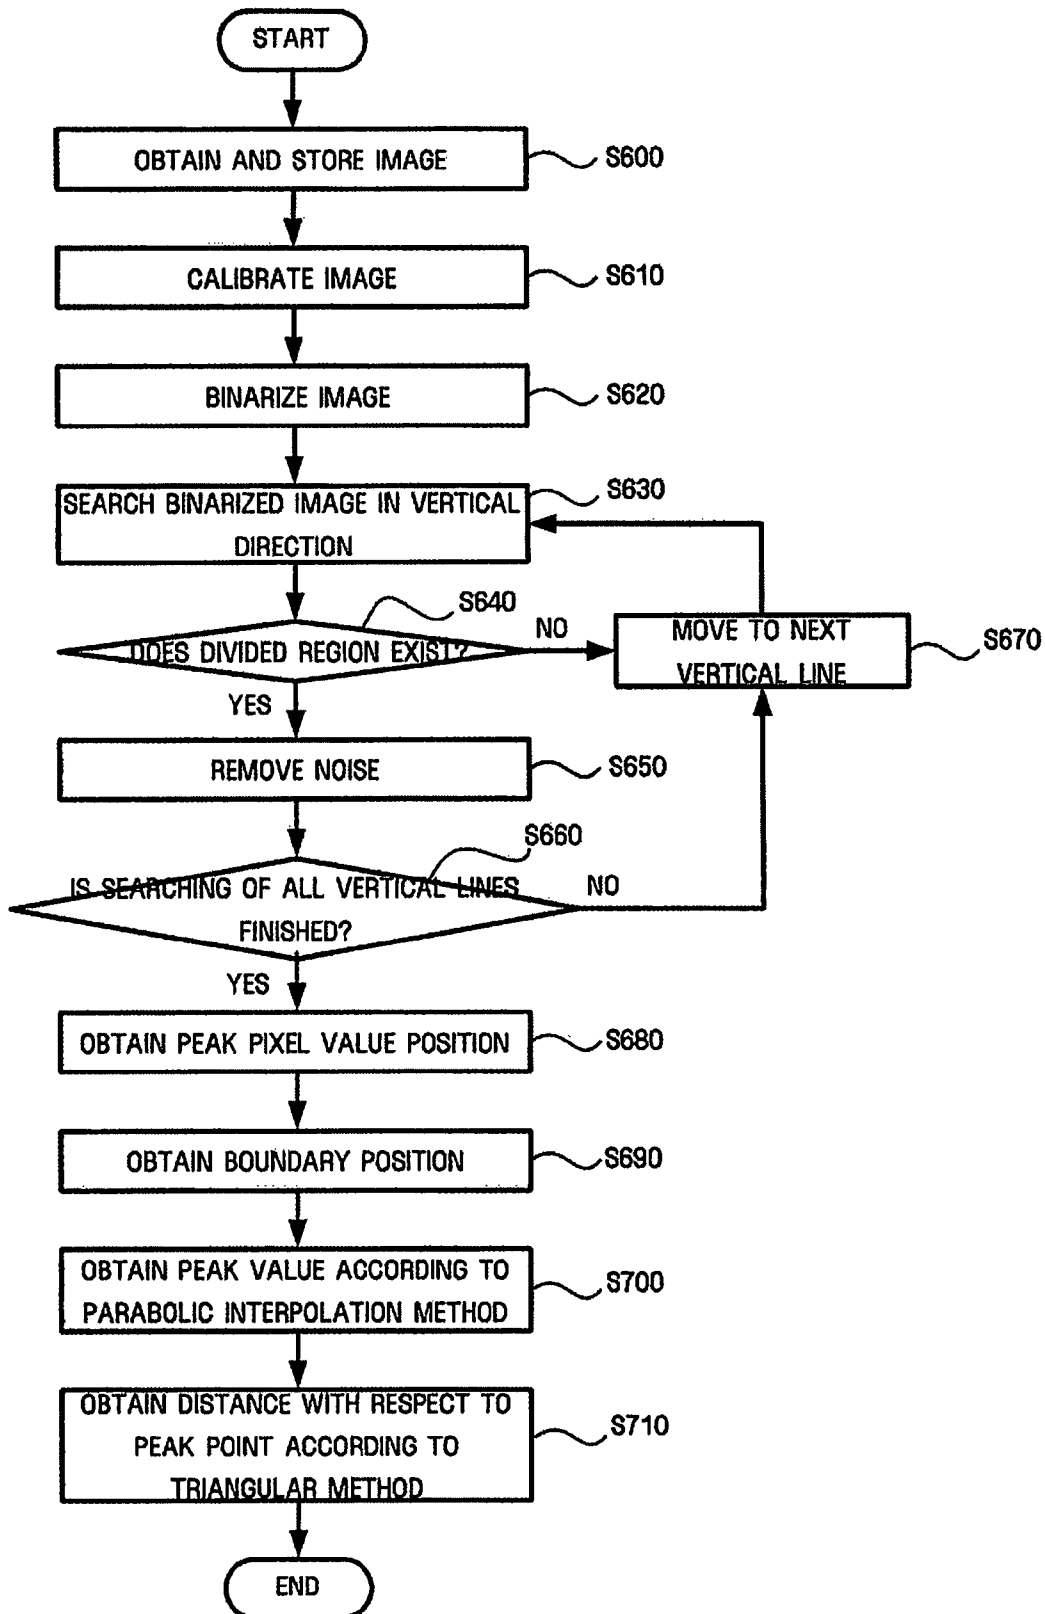 START
OBTAIN AND STORE IMAGE
S600
CALIBRATE IMAGE
S610
BINARIZE IMAGE
S620
SEARCH BINARIZED IMAGE IN VERTICAL
DIRECTION
S630
S640
DOES DIVIDED REGION EXIST?
NO
MOVE TO NEXT
VERTICAL LINE
S670
YES
REMOVE NOISE
S650
S660
IS SEARCHING OF ALL VERTICAL LINES
FINISHED?
NO
YES
OBTAIN PEAK PIXEL VALUE POSITION
S680
OBTAIN BOUNDARY POSITION
S690
OBTAIN PEAK VALUE ACCORDING TO
PARABOLIC INTERPOLATION METHOD
S700
OBTAIN DISTANCE WITH RESPECT TO
PEAK POINT ACCORDING TO
TRIANGULAR METHOD
S710
END